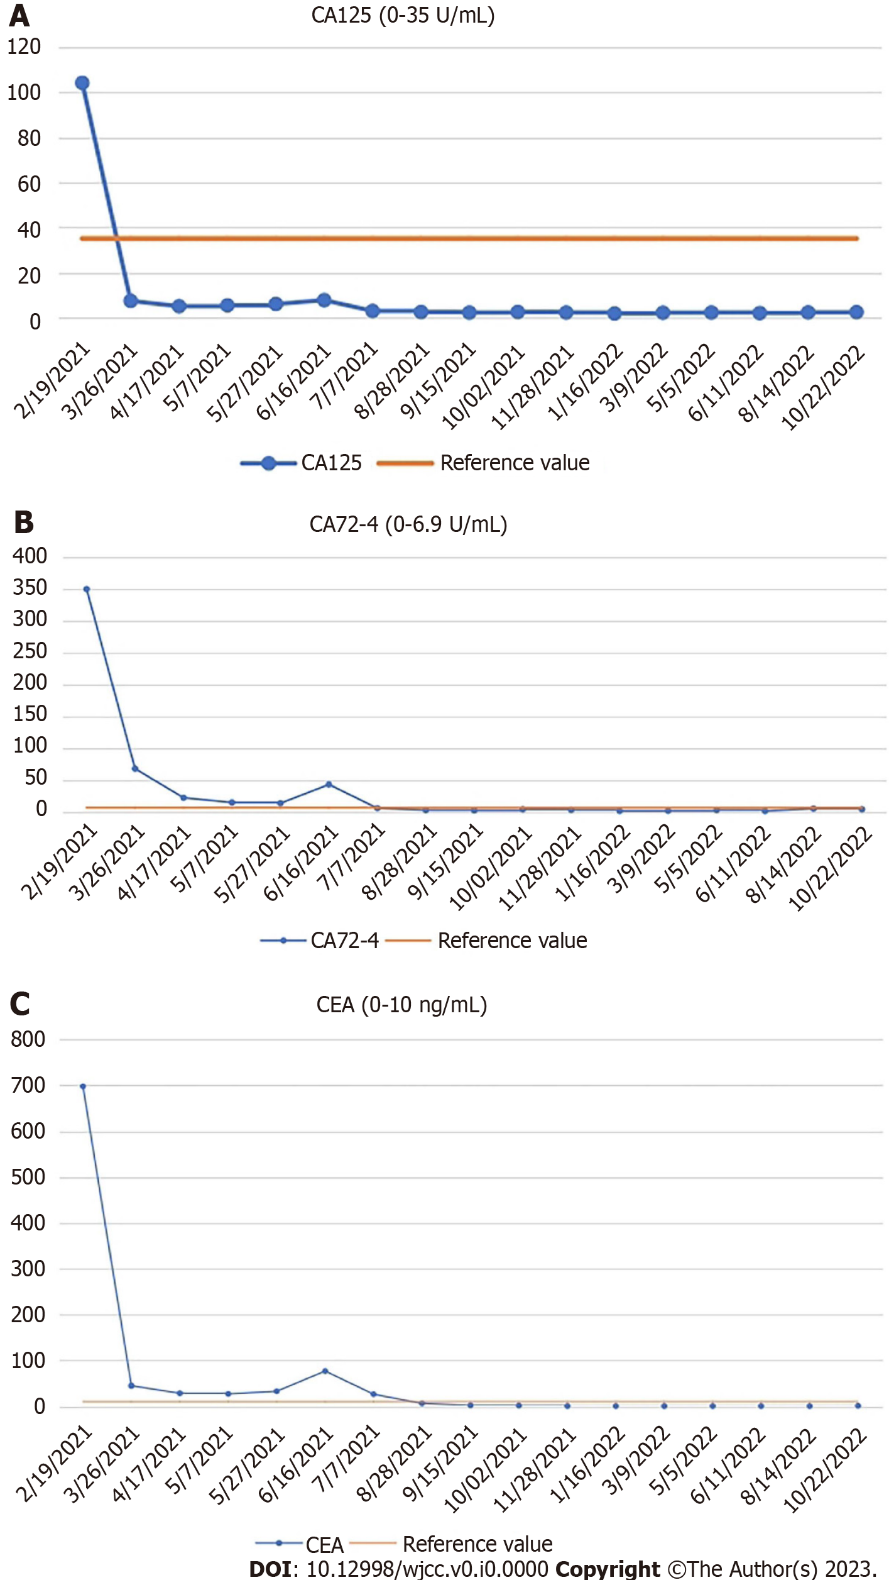 A
CA125 (0-35 U/mL)
120
100
80
60
40
20
0
2/19/2021 3/26/2021 4/17/2021 5/7/2021 5/27/2021 6/16/2021 7/7/2021 8/28/2021 9/15/2021 10/02/2021 11/28/2021 1/16/2022 3/9/2022 5/5/2022 6/11/2022 8/14/2022 10/22/2022
CA125 Reference value
B
CA72-4 (0-6.9 U/mL)
400
350
300
250
200
150
100
50
0
2/19/2021 3/26/2021 4/17/2021 5/7/2021 5/27/2021 6/16/2021 7/7/2021 8/28/2021 9/15/2021 10/02/2021 11/28/2021 1/16/2022 3/9/2022 5/5/2022 6/11/2022 8/14/2022 10/22/2022
CA72-4 Reference value
C
CEA (0-10 ng/mL)
800
700
600
500
400
300
200
100
0
2/19/2021 3/26/2021 4/17/2021 5/7/2021 5/27/2021 6/16/2021 7/7/2021 8/28/2021 9/15/2021 10/02/2021 11/28/2021 1/16/2022 3/9/2022 5/5/2022 6/11/2022 8/14/2022 10/22/2022
CEA Reference value
DOI: 10.12998/wjcc.v0.i0.0000 Copyright ©The Author(s) 2023.